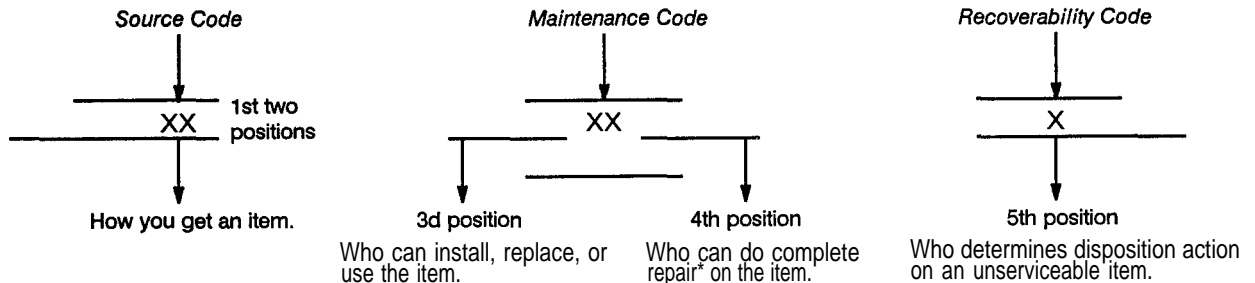 Source Code
Maintenance Code
Recoverability Code
1st two
positions
XX
XX
X
How you get an item.
3d position
Who can install, replace, or
use the item.
4th position
Who can do complete
repair* on the item.
5th position
Who determines disposition action
on an unserviceable item.